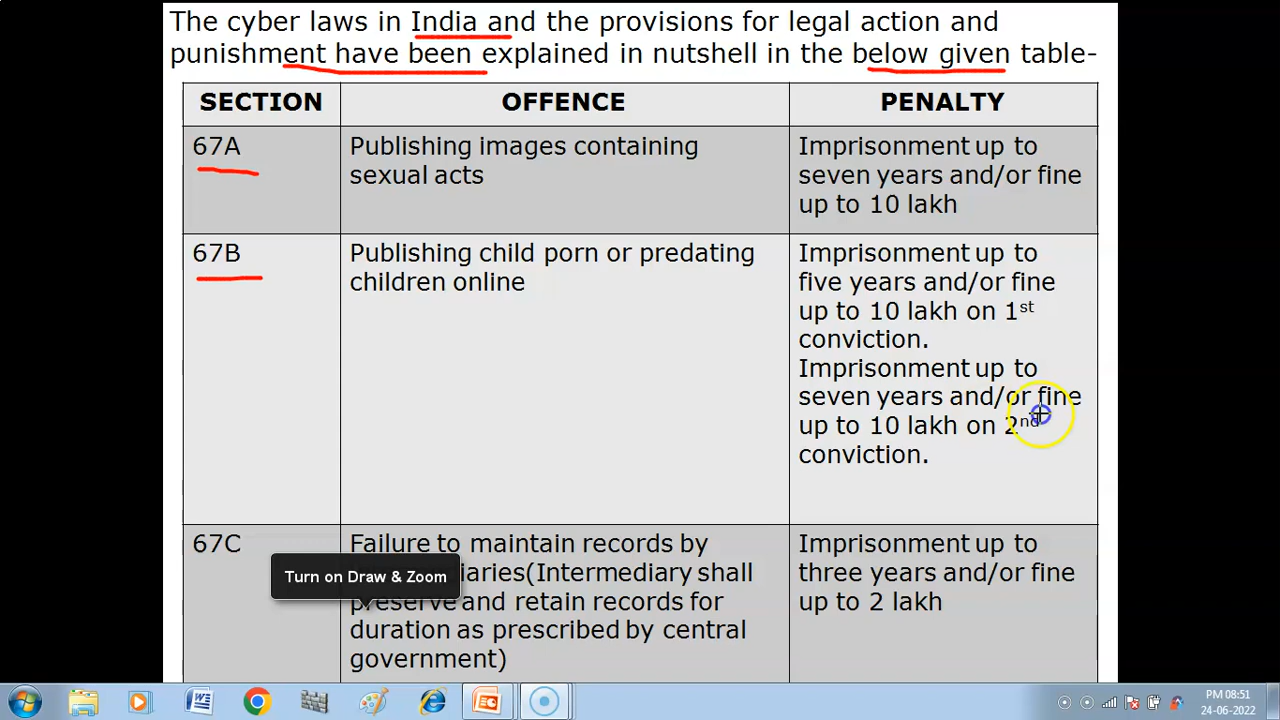 The cyber laws in India and the provisions for legal action and
punishment have been explained in nutshell in the below given table-
SECTION OFFENCE PENALTY
67A
Publishing images containing
sexual acts
Imprisonment up to
seven years and/or fine
up to 10 lakh
67B
Publishing child porn or predating
children online
Imprisonment up to
five years and/or fine
up to 10 lakh on 1st
conviction.
Imprisonment up to
seven years and/or fine
up to 10 lakh on 2nd
conviction.
67C
Failure to maintain records by
iaries(Intermediary shall
preserve and retain records for
duration as prescribed by central
government)
Imprisonment up to
three years and/or fine
up to 2 lakh
Turn on Draw & Zoom
PM 08:51
24-06-2022